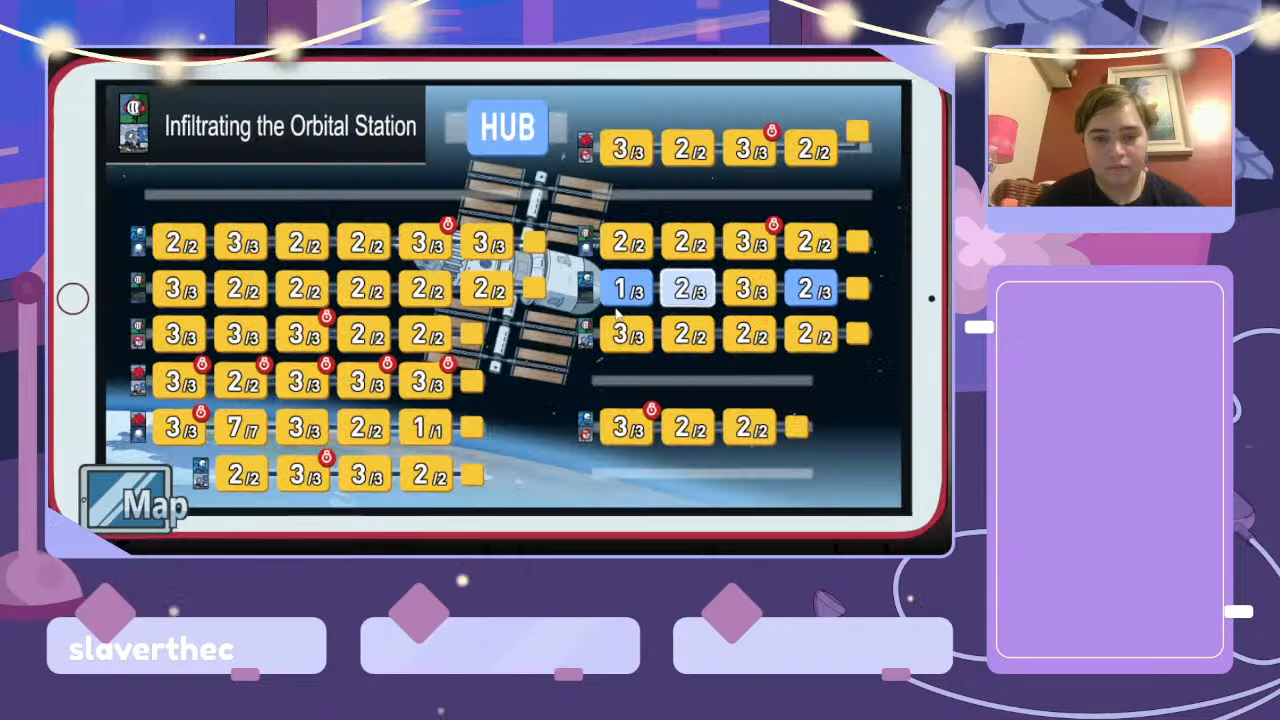 Infiltrating the Orbital Station
HUB
3/3 2/2 3/3 2/2
2/2 3/3 2/2 2/2 3/3 3/3
2/2 2/2 3/3 2/2
3/3 2/2 2/2 2/2 2/2 2/2
1/3 2/3 3/3 2/3
3/3 3/3 3/3 2/2 2/2
3/3 2/2 2/2 2/2
3/3 2/2 3/3 3/3 3/3
3/3 7/7 3/3 2/2 1/1
3/3 2/2 2/2
2/2 3/3 3/3 2/2
Map
slaverthec